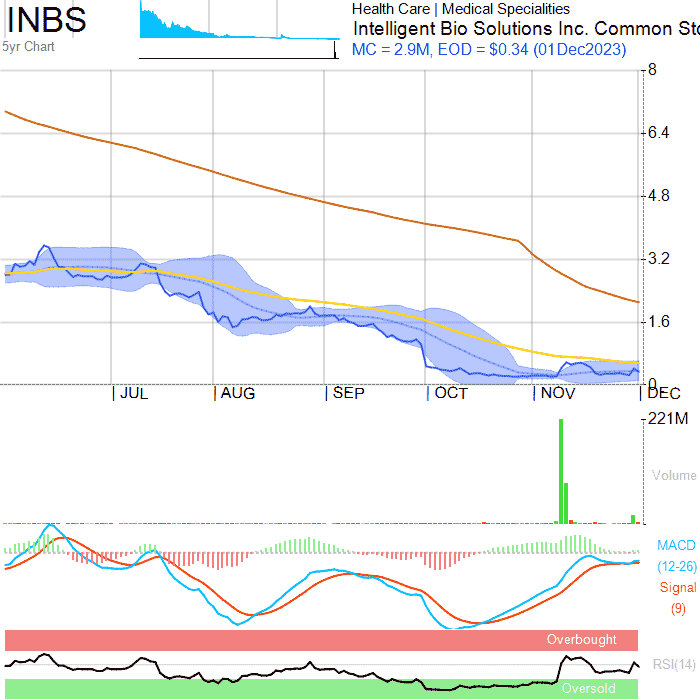 INBS
5yr Chart
Health Care | Medical Specialities
Intelligent Bio Solutions Inc. Common Sto
MC = 2.9M, EOD = $0.34 (01Dec2023)
8
6.4
4.8
3.2
1.6
0
JUL AUG SEP OCT NOV DEC
221M
Volume
MACD
(12-26)
Signal
(9)
Overbought
RSI(14)
Oversold